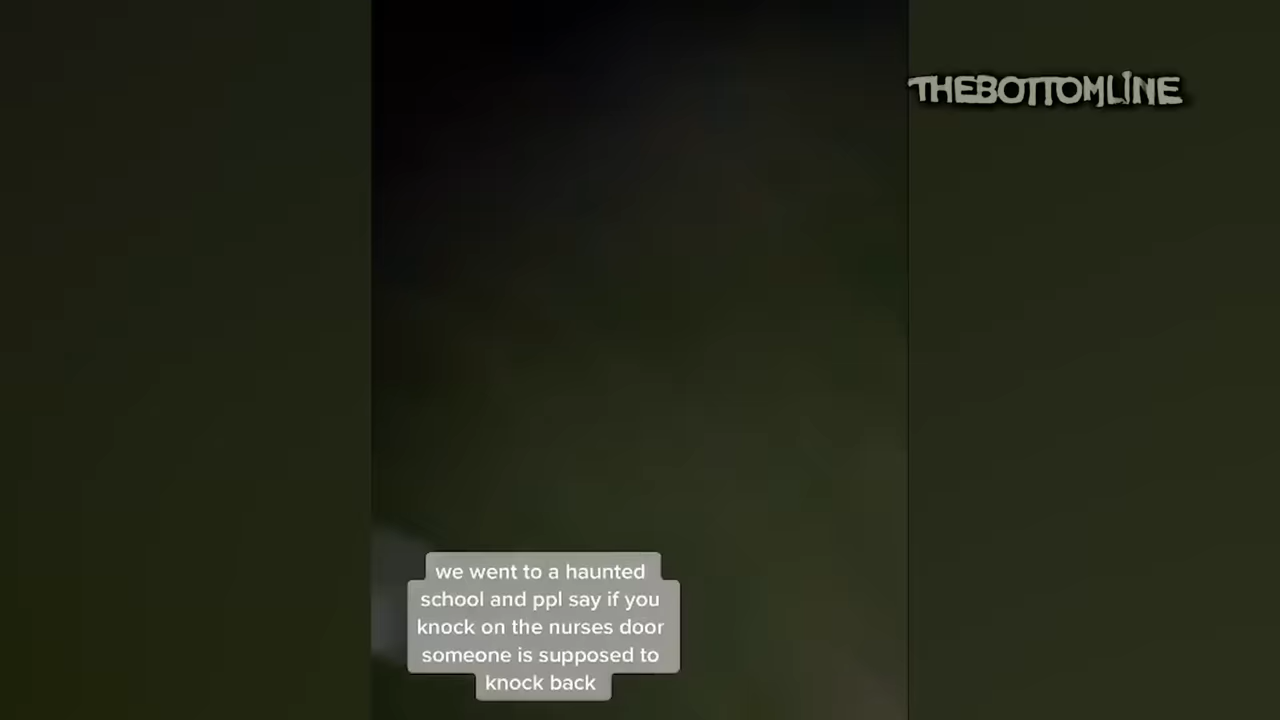 THEBOTTOMLINE
we went to a haunted
school and ppl say if you
knock on the nurses door
someone is supposed to
knock back